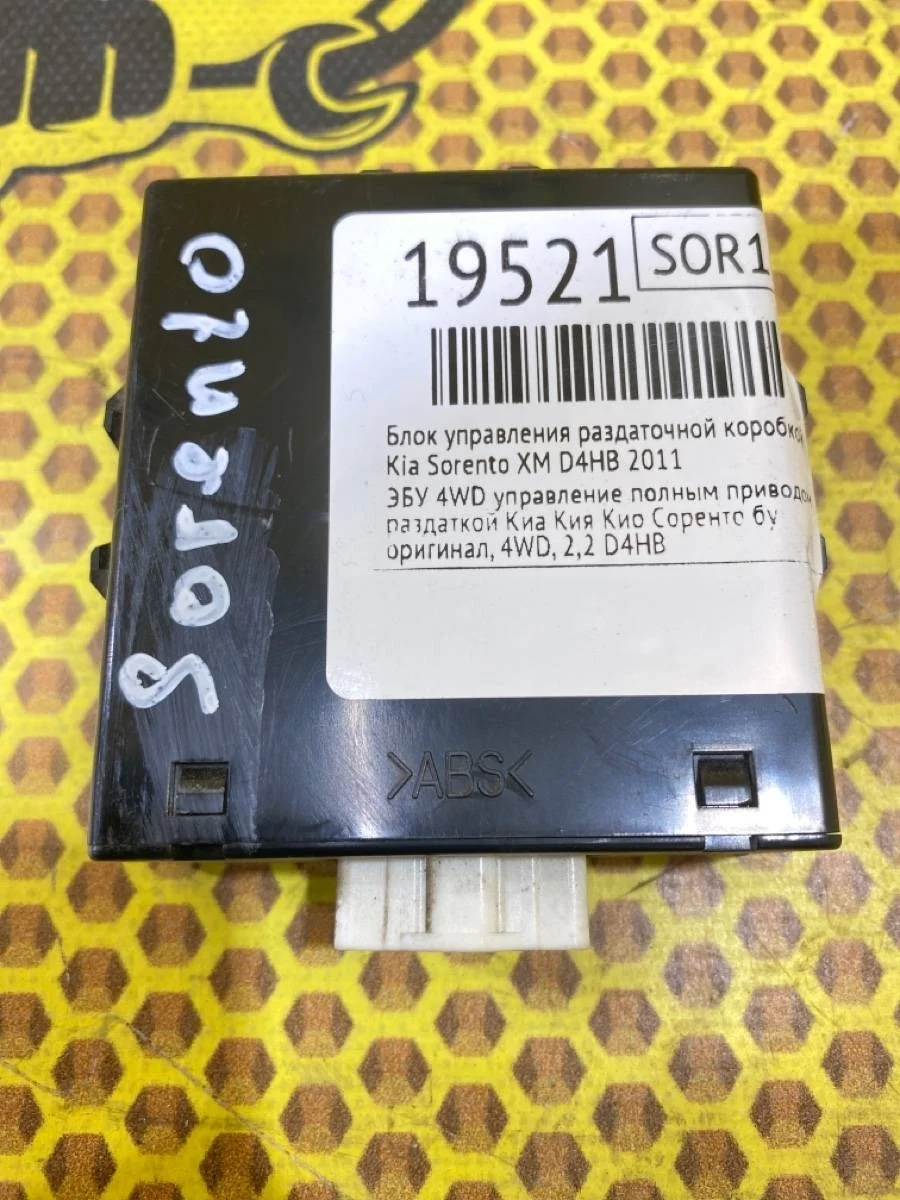 19521
SOR1
Блок управления раздаточной коробкой
Kia Sorento XM D4HB 2011
ЭБУ 4WD управление полным приводом
раздаткой Киа Кия Кио Соренто бу
оригинал, 4WD, 2,2 D4HB
>ABS<